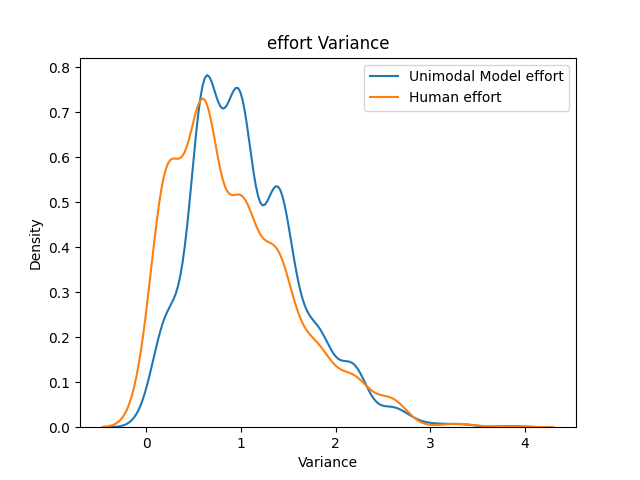 effort Variance
Unimodal Model effort
Human effort
Density
0.8
0.7
0.6
0.5
0.4
0.3
0.2
0.1
0.0
0 1 2 3 4
Variance